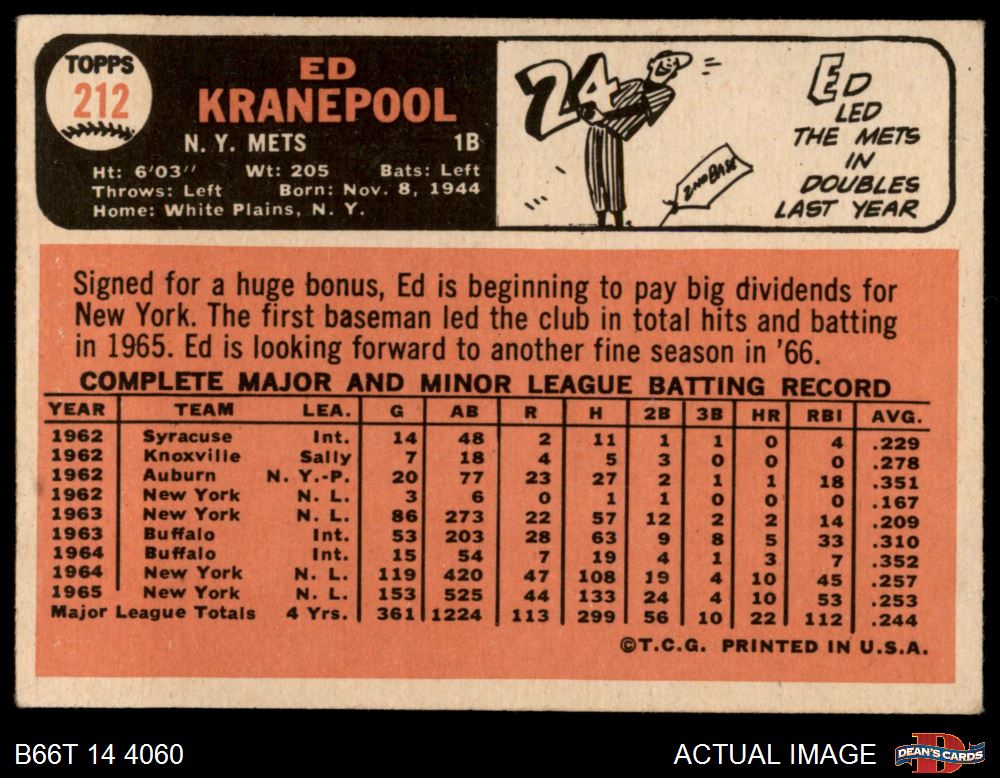 TOPPS
212
ED
KRANEPOOL
N. Y. METS 1B
Ht: 6'03" Wt: 205 Bats: Left
Throws: Left Born: Nov. 8, 1944
Home: White Plains, N. Y.
24
2ND BASE
ED
LED
THE METS
IN
DOUBLES
LAST YEAR
Signed for a huge bonus, Ed is beginning to pay big dividends for
New York. The first baseman led the club in total hits and batting
in 1965. Ed is looking forward to another fine season in '66.
COMPLETE MAJOR AND MINOR LEAGUE BATTING RECORD
YEAR TEAM LEA. G AB R H 2B 3B HR RBI AVG.
1962 Syracuse Int. 14 48 2 11 1 1 0 4 .229
1962 Knoxville Sally 7 18 4 5 3 0 0 0 .278
1962 Auburn N. Y.-P. 20 77 23 27 2 1 1 18 .351
1962 New York N. L. 3 6 0 1 1 0 0 0 .167
1963 New York N. L. 86 273 22 57 12 2 2 14 .209
1963 Buffalo Int. 53 203 28 63 9 8 5 33 .310
1964 Buffalo Int. 15 54 7 19 4 1 3 7 .352
1964 New York N. L. 119 420 47 108 19 4 10 45 .257
1965 New York N. L. 153 525 44 133 24 4 10 53 .253
Major League Totals 4 Yrs. 361 1224 113 299 56 10 22 112 .244
©T.C.G. PRINTED IN U.S.A.
B66T 14 4060 ACTUAL IMAGE DEAN'S CARDS